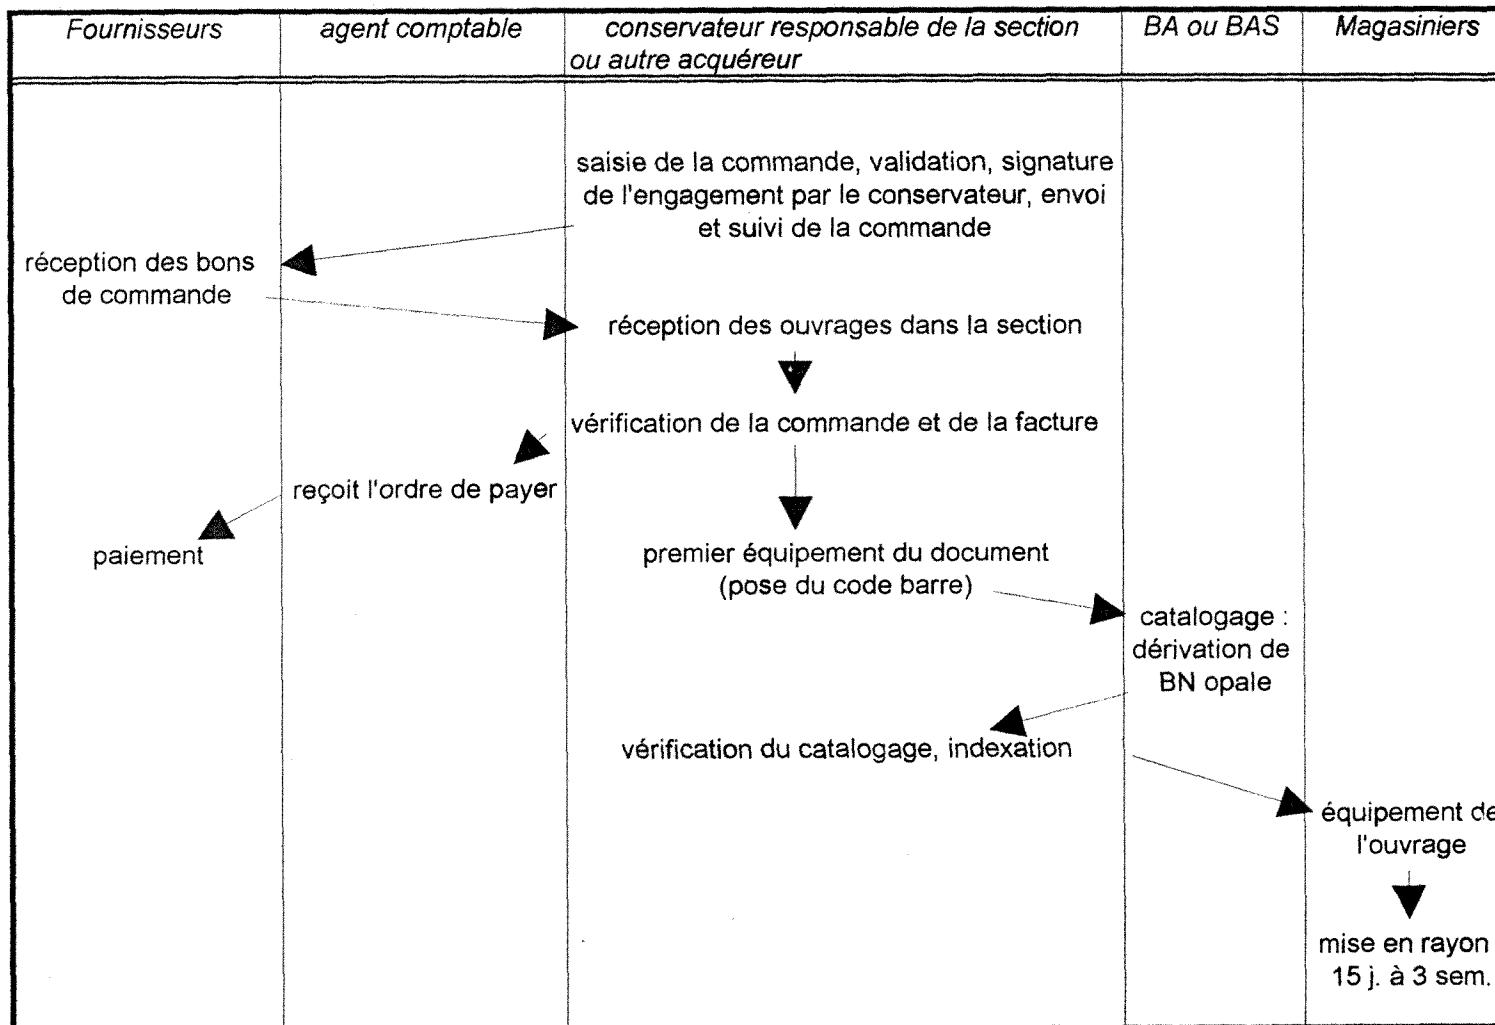 Fournisseurs
agent comptable
conservateur responsable de la section
ou autre acquéreur
BA ou BAS
Magasiniers
saisie de la commande, validation, signature
de l'engagement par le conservateur, envoi
et suivi de la commande
réception des bons
de commande
réception des ouvrages dans la section
vérification de la commande et de la facture
reçoit l'ordre de payer
paiement
premier équipement du document
(pose du code barre)
catalogage :
dérivation de
BN opale
vérification du catalogage, indexation
équipement de
l'ouvrage
mise en rayon
15 j. à 3 sem.